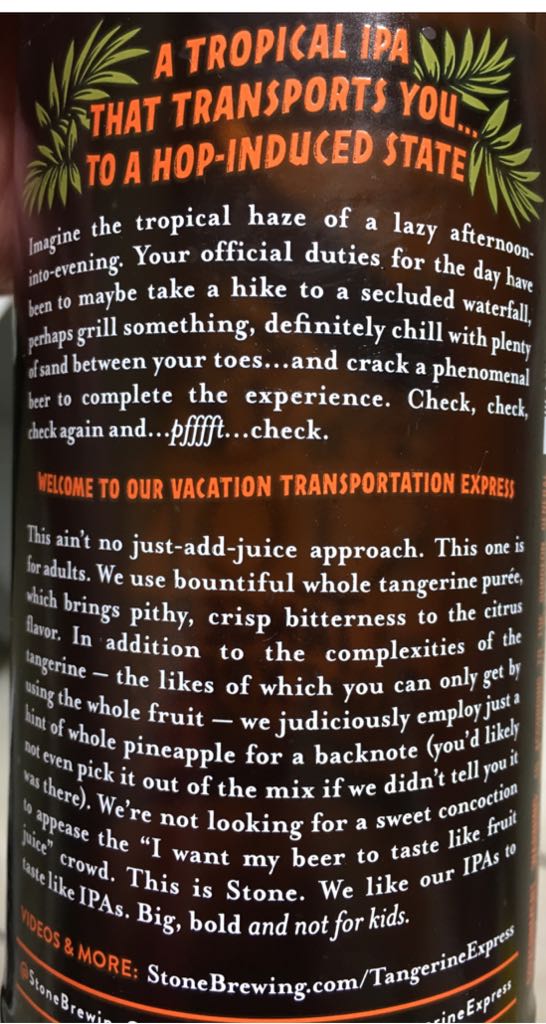 A TROPICAL IPA
THAT TRANSPORTS YOU...
TO A HOP-INDUCED STATE
Imagine the tropical haze of a lazy afternoon-
into-evening. Your official duties for the day have
been to maybe take a hike to a secluded waterfall,
perhaps grill something, definitely chill with plenty
of sand between your toes...and crack a phenomenal
beer to complete the experience. Check, check,
check again and...pfffft...check.
WELCOME TO OUR VACATION TRANSPORTATION EXPRESS
This ain't no just-add-juice approach. This one is
for adults. We use bountiful whole tangerine purée,
which brings pithy, crisp bitterness to the citrus
flavor. In addition to the complexities of the
tangerine – the likes of which you can only get by
using the whole fruit – we judiciously employ just a
hint of whole pineapple for a backnote (you'd likely
not even pick it out of the mix if we didn't tell you it
was there). We're not looking for a sweet concoction
to appease the "I want my beer to taste like fruit
juice" crowd. This is Stone. We like our IPAs to
taste like IPAs. Big, bold and not for kids.
VIDEOS & MORE: StoneBrewing.com/TangerineExpress
@StoneBrewin